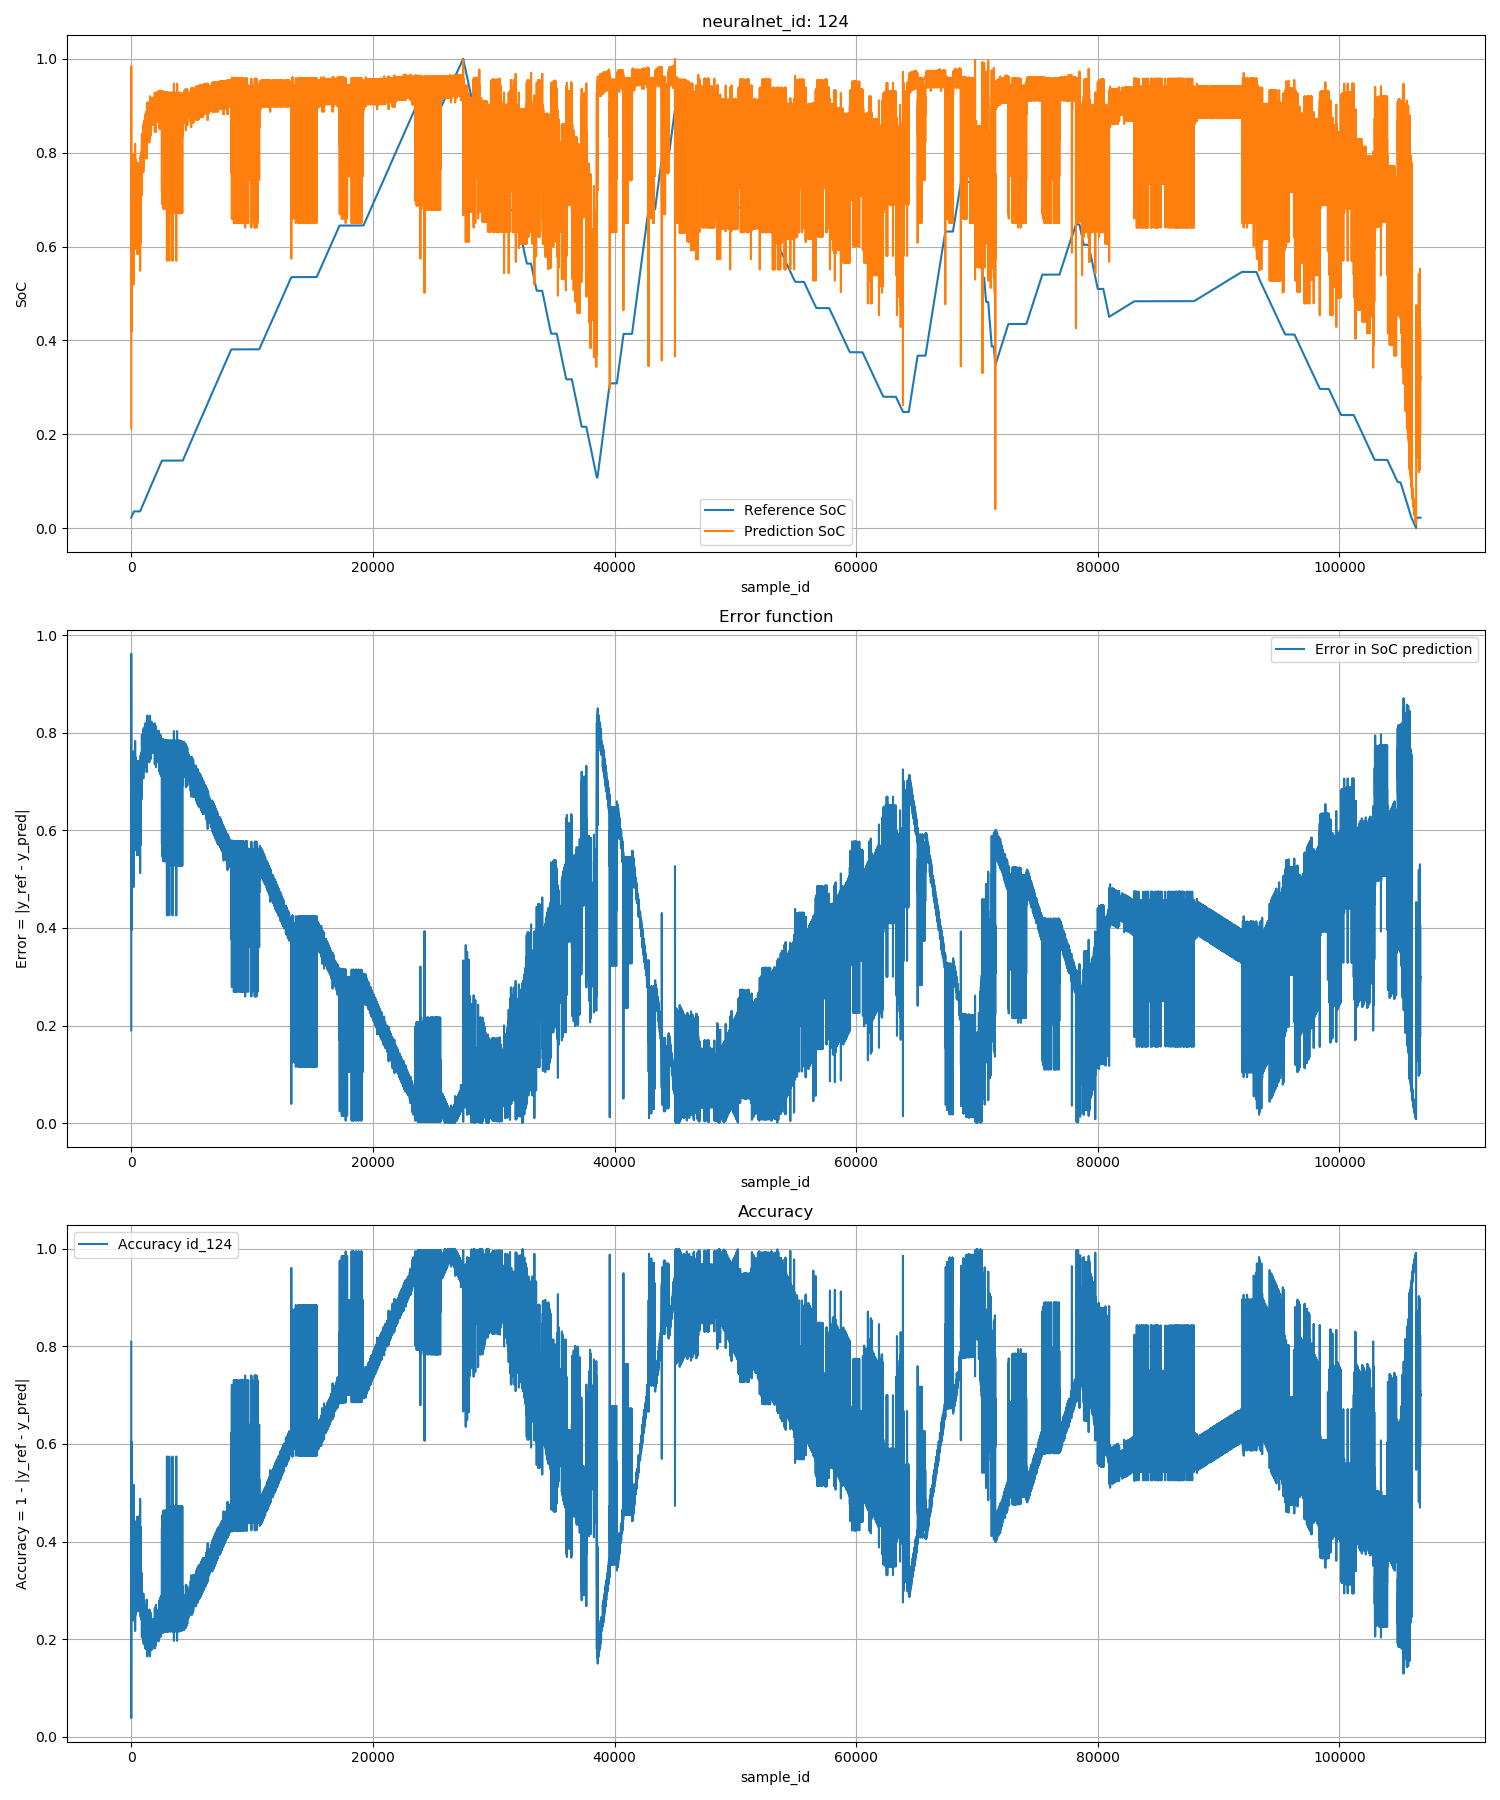 neuralnet_id: 124
1.0
0.8
0.6
0.4
0.2
0.0
SoC
Reference SoC
Prediction SoC
0 20000 40000 60000 80000 100000
sample_id
Error function
1.0
0.8
0.6
0.4
0.2
0.0
Error = |y_ref - y_pred|
Error in SoC prediction
0 20000 40000 60000 80000 100000
sample_id
Accuracy
1.0
0.8
0.6
0.4
0.2
0.0
Accuracy = 1 - |y_ref - y_pred|
Accuracy id_124
0 20000 40000 60000 80000 100000
sample_id